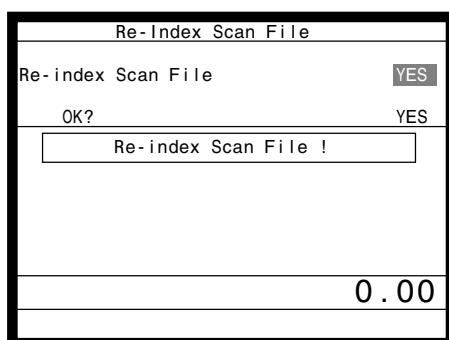 Re-Index Scan File
Re-index Scan File YES
OK? YES
Re-index Scan File !
0.00